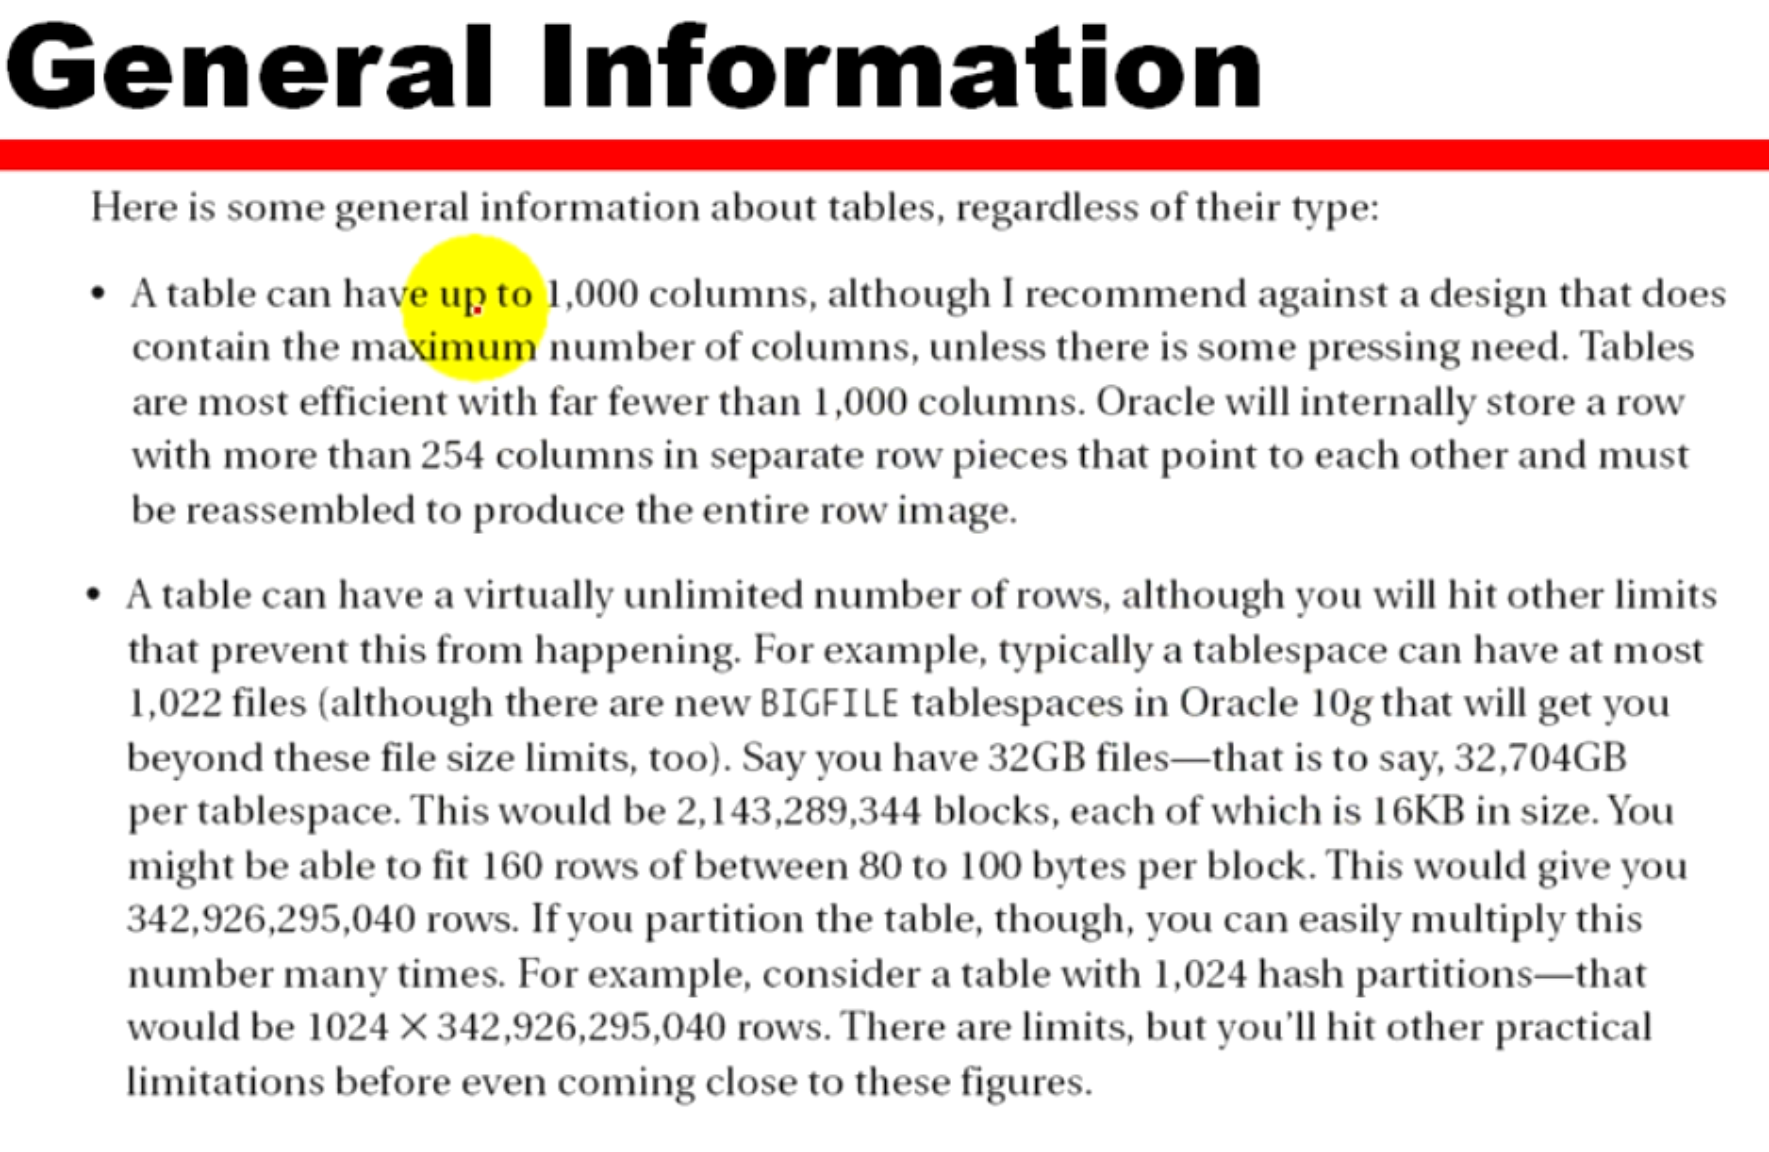 General Information
Here is some general information about tables, regardless of their type:
• A table can have up to 1,000 columns, although I recommend against a design that does
contain the maximum number of columns, unless there is some pressing need. Tables
are most efficient with far fewer than 1,000 columns. Oracle will internally store a row
with more than 254 columns in separate row pieces that point to each other and must
be reassembled to produce the entire row image.
• A table can have a virtually unlimited number of rows, although you will hit other limits
that prevent this from happening. For example, typically a tablespace can have at most
1,022 files (although there are new BIGFILE tablespaces in Oracle 10g that will get you
beyond these file size limits, too). Say you have 32GB files—that is to say, 32,704GB
per tablespace. This would be 2,143,289,344 blocks, each of which is 16KB in size. You
might be able to fit 160 rows of between 80 to 100 bytes per block. This would give you
342,926,295,040 rows. If you partition the table, though, you can easily multiply this
number many times. For example, consider a table with 1,024 hash partitions—that
would be 1024 × 342,926,295,040 rows. There are limits, but you'll hit other practical
limitations before even coming close to these figures.